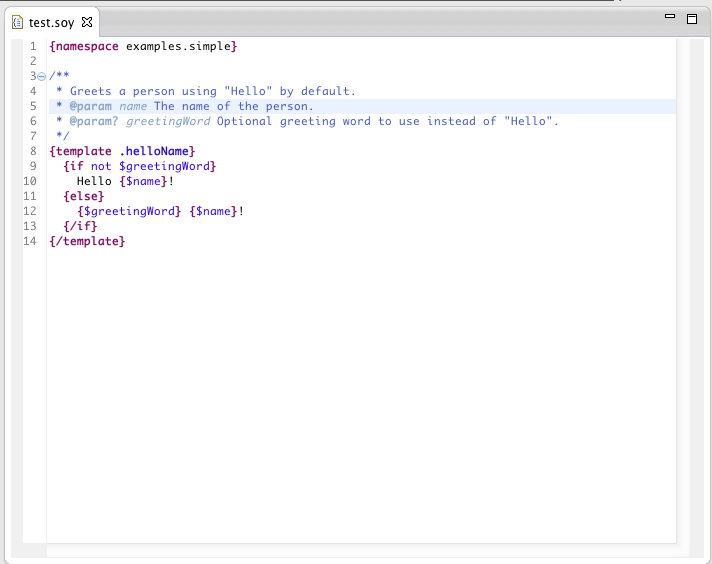 test.soy
1 {namespace examples.simple}
2
3 /**
4  * Greets a person using "Hello" by default.
5  * @param name The name of the person.
6  * @param? greetingWord Optional greeting word to use instead of "Hello".
7  */
8 {template .helloName}
9   {if not $greetingWord}
10     Hello {$name}!
11   {else}
12     {$greetingWord} {$name}!
13   {/if}
14 {/template}